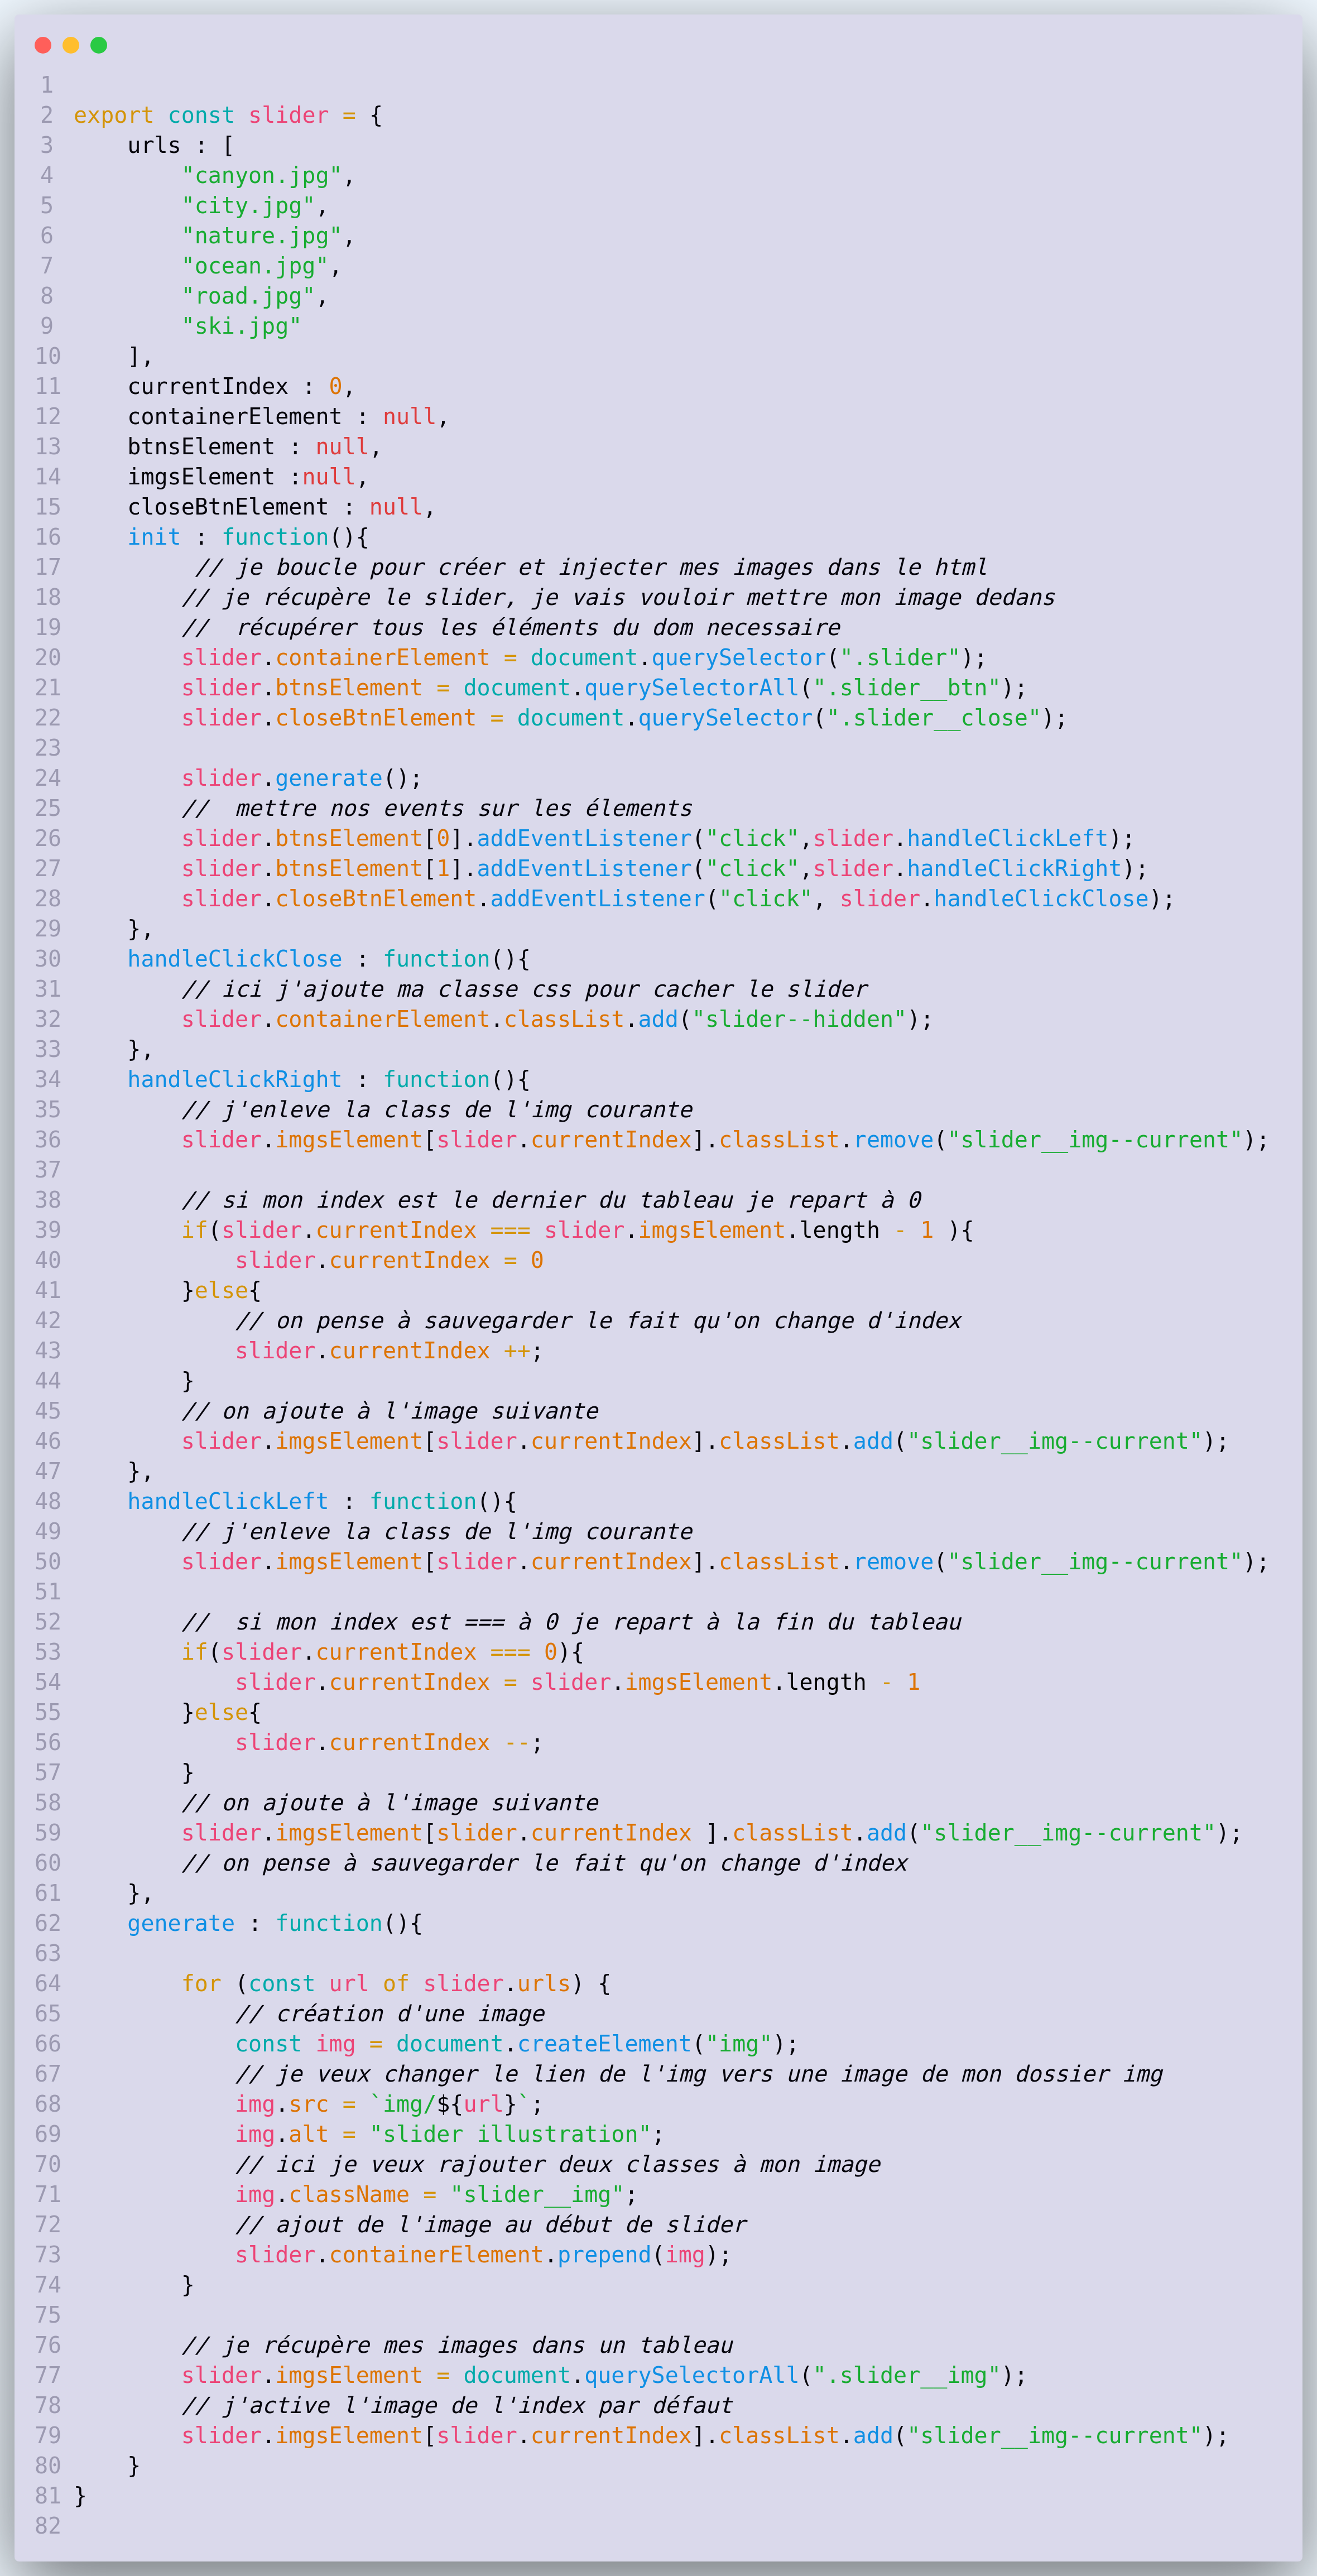 1
2 export const slider = {
3     urls : [
4         "canyon.jpg",
5         "city.jpg",
6         "nature.jpg",
7         "ocean.jpg",
8         "road.jpg",
9         "ski.jpg"
10     ],
11     currentIndex : 0,
12     containerElement : null,
13     btnsElement : null,
14     imgsElement :null,
15     closeBtnElement : null,
16     init : function(){
17          // je boucle pour créer et injecter mes images dans le html
18         // je récupère le slider, je vais vouloir mettre mon image dedans
19         //  récupérer tous les éléments du dom necessaire
20         slider.containerElement = document.querySelector(".slider");
21         slider.btnsElement = document.querySelectorAll(".slider__btn");
22         slider.closeBtnElement = document.querySelector(".slider__close");
23
24         slider.generate();
25         //  mettre nos events sur les élements
26         slider.btnsElement[0].addEventListener("click",slider.handleClickLeft);
27         slider.btnsElement[1].addEventListener("click",slider.handleClickRight);
28         slider.closeBtnElement.addEventListener("click", slider.handleClickClose);
29     },
30     handleClickClose : function(){
31         // ici j'ajoute ma classe css pour cacher le slider
32         slider.containerElement.classList.add("slider--hidden");
33     },
34     handleClickRight : function(){
35         // j'enleve la class de l'img courante
36         slider.imgsElement[slider.currentIndex].classList.remove("slider__img--current");
37
38         // si mon index est le dernier du tableau je repart à 0
39         if(slider.currentIndex === slider.imgsElement.length - 1 ){
40             slider.currentIndex = 0
41         }else{
42             // on pense à sauvegarder le fait qu'on change d'index
43             slider.currentIndex ++;
44         }
45         // on ajoute à l'image suivante
46         slider.imgsElement[slider.currentIndex].classList.add("slider__img--current");
47     },
48     handleClickLeft : function(){
49         // j'enleve la class de l'img courante
50         slider.imgsElement[slider.currentIndex].classList.remove("slider__img--current");
51
52         //  si mon index est === à 0 je repart à la fin du tableau
53         if(slider.currentIndex === 0){
54             slider.currentIndex = slider.imgsElement.length - 1
55         }else{
56             slider.currentIndex --;
57         }
58         // on ajoute à l'image suivante
59         slider.imgsElement[slider.currentIndex ].classList.add("slider__img--current");
60         // on pense à sauvegarder le fait qu'on change d'index
61     },
62     generate : function(){
63
64         for (const url of slider.urls) {
65             // création d'une image
66             const img = document.createElement("img");
67             // je veux changer le lien de l'img vers une image de mon dossier img
68             img.src = `img/${url}`;
69             img.alt = "slider illustration";
70             // ici je veux rajouter deux classes à mon image
71             img.className = "slider__img";
72             // ajout de l'image au début de slider
73             slider.containerElement.prepend(img);
74         }
75
76         // je récupère mes images dans un tableau
77         slider.imgsElement = document.querySelectorAll(".slider__img");
78         // j'active l'image de l'index par défaut
79         slider.imgsElement[slider.currentIndex].classList.add("slider__img--current");
80     }
81 }
82